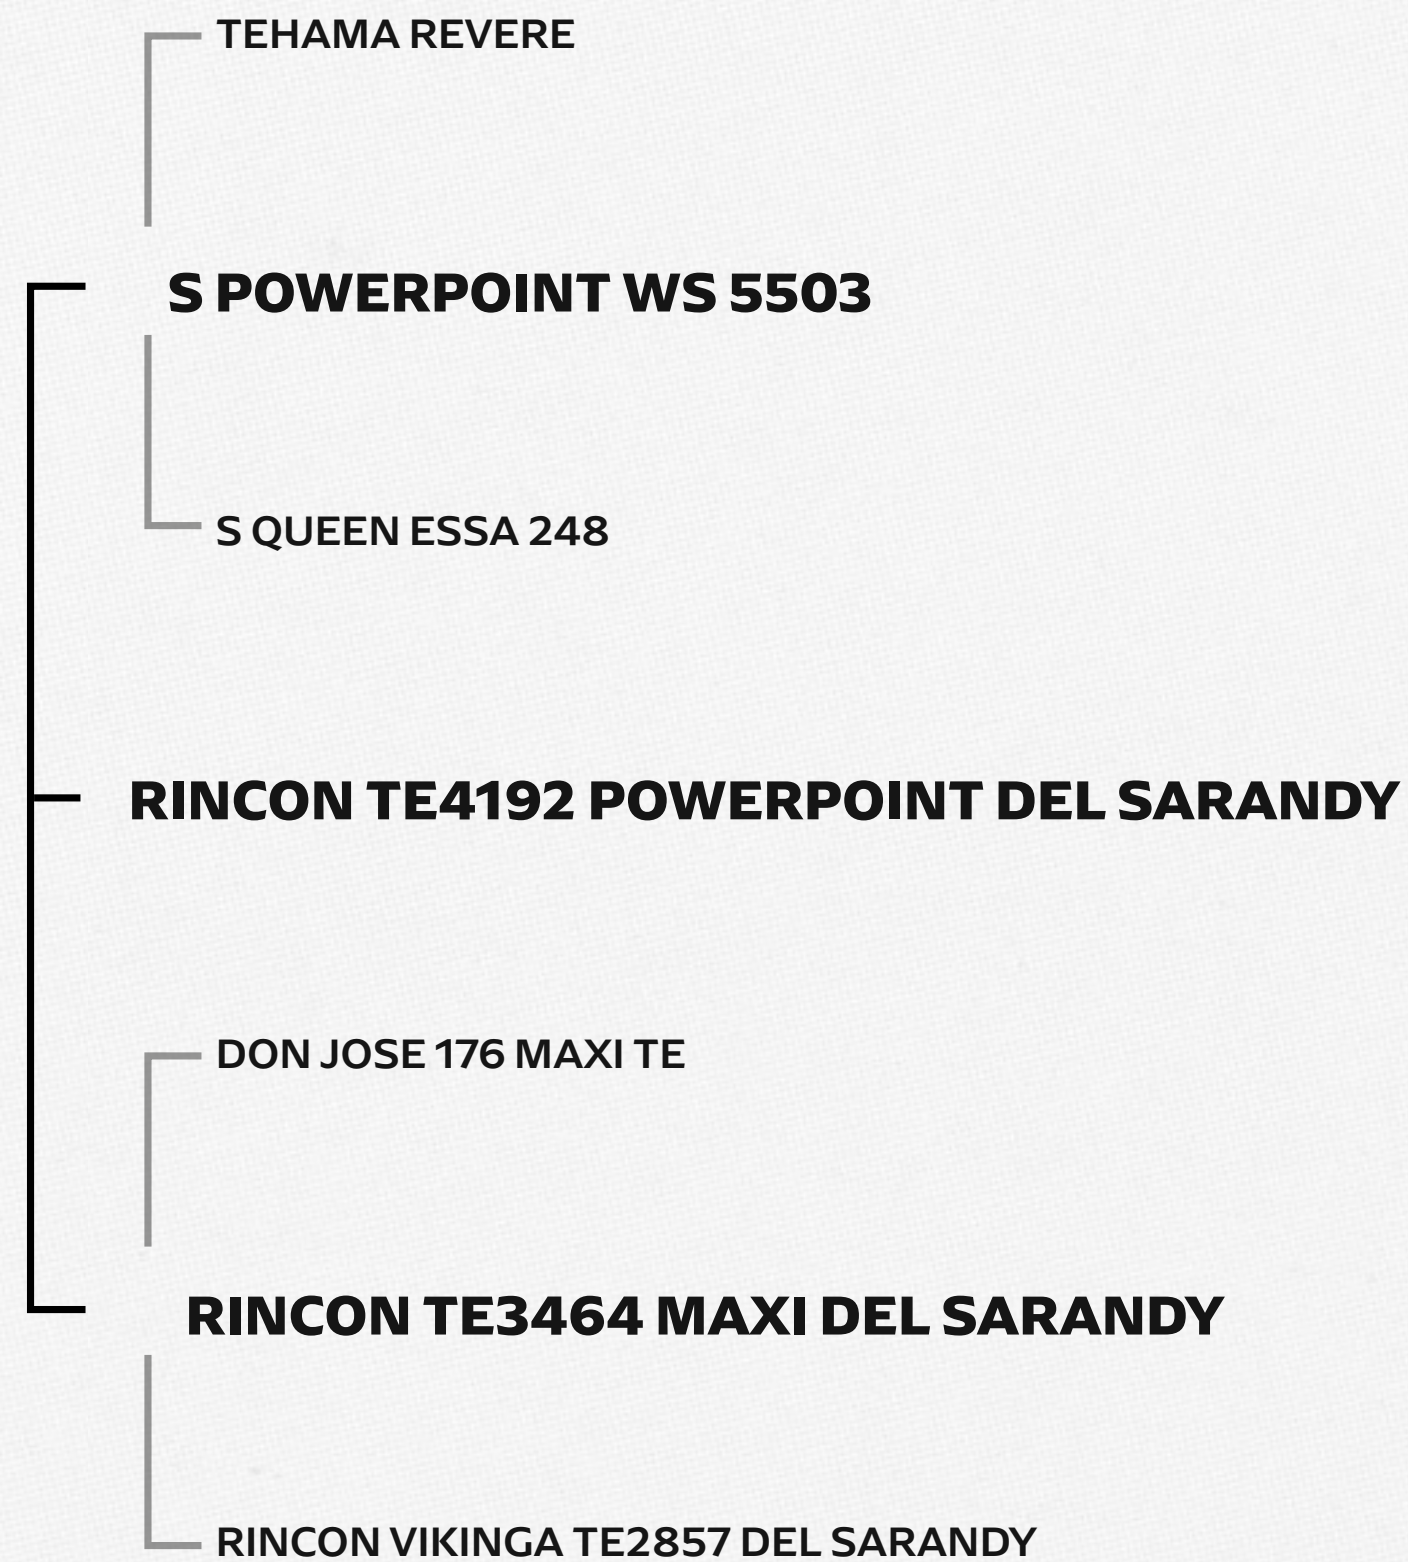 TEHAMA REVERE
S POWERPOINT WS 5503
S QUEEN ESSA 248
RINCON TE4192 POWERPOINT DEL SARANDY
DON JOSE 176 MAXI TE
RINCON TE3464 MAXI DEL SARANDY
RINCON VIKINGA TE2857 DEL SARANDY